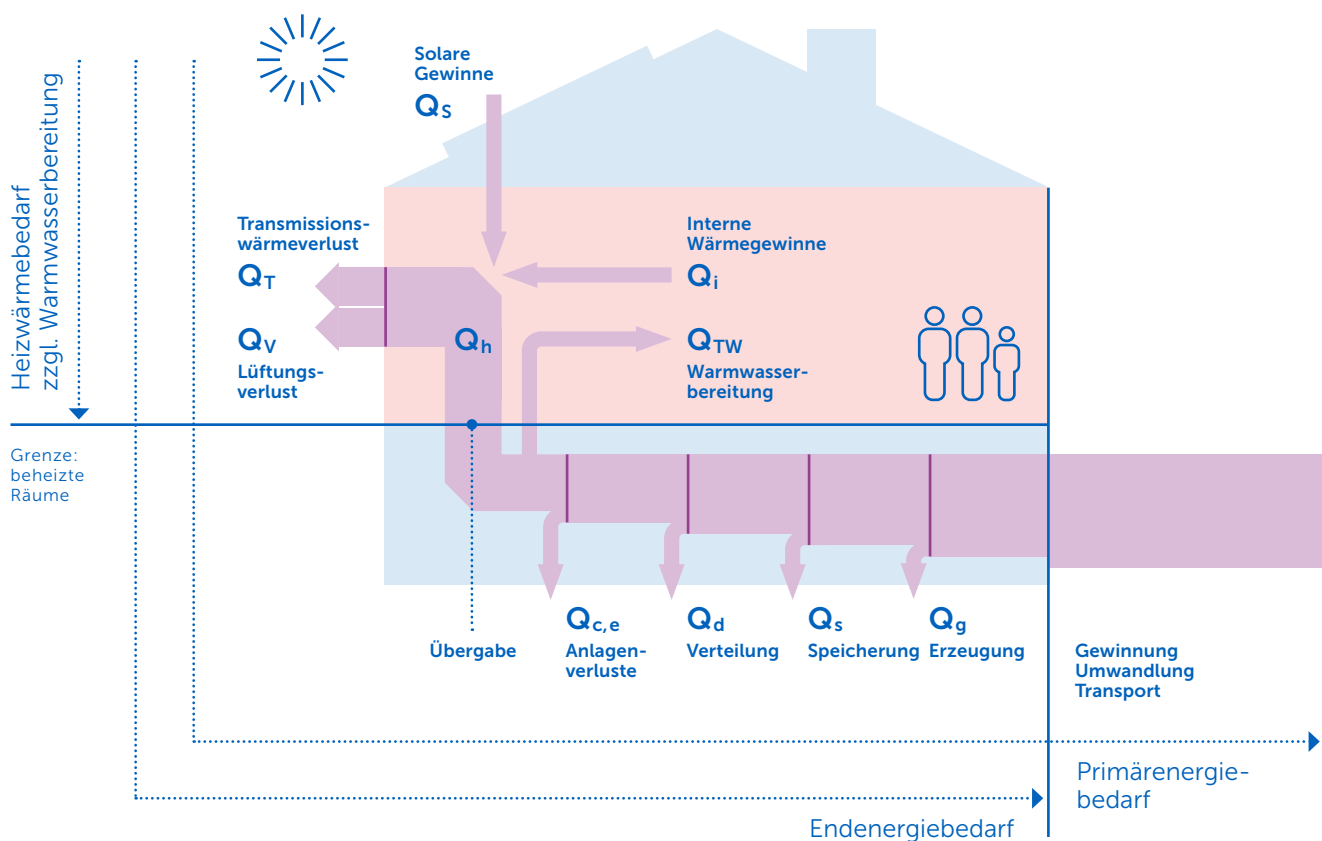 Heizwärmebedarf
zzgl. Warmwasserbereitung
Solare
Gewinne
QS
Transmissions-
wärmeverlust
QT
QV
Lüftungs-
verlust
Qh
Interne
Wärmegewinne
Qi
QTW
Warmwasser-
bereitung
Grenze:
beheizte
Räume
Übergabe
Qc,e
Anlagen-
verluste
Qd
Verteilung
Qs
Speicherung
Qg
Erzeugung
Gewinnung
Umwandlung
Transport
Primärenergie-
bedarf
Endenergiebedarf